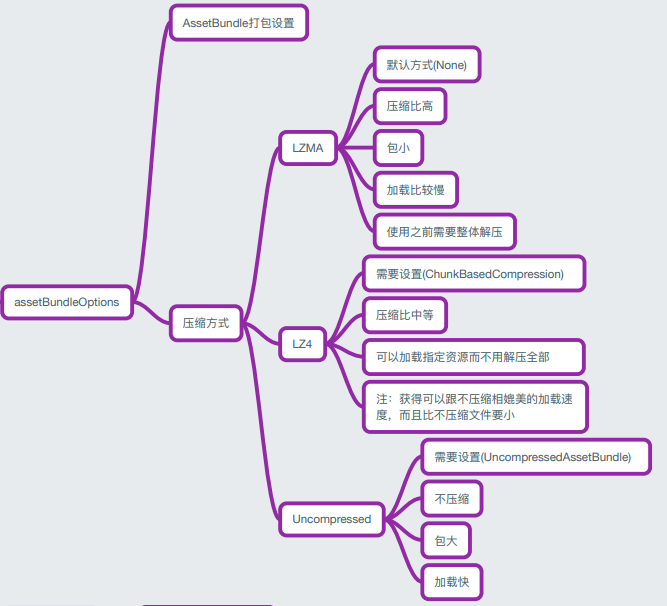 assetBundleOptions
AssetBundle打包设置
压缩方式
LZMA
默认方式(None)
压缩比高
包小
加载比较慢
使用之前需要整体解压
LZ4
需要设置(ChunkBasedCompression)
压缩比中等
可以加载指定资源而不用解压全部
注：获得可以跟不压缩相媲美的加载速
度，而且比不压缩文件要小
Uncompressed
需要设置(UncompressedAssetBundle)
不压缩
包大
加载快